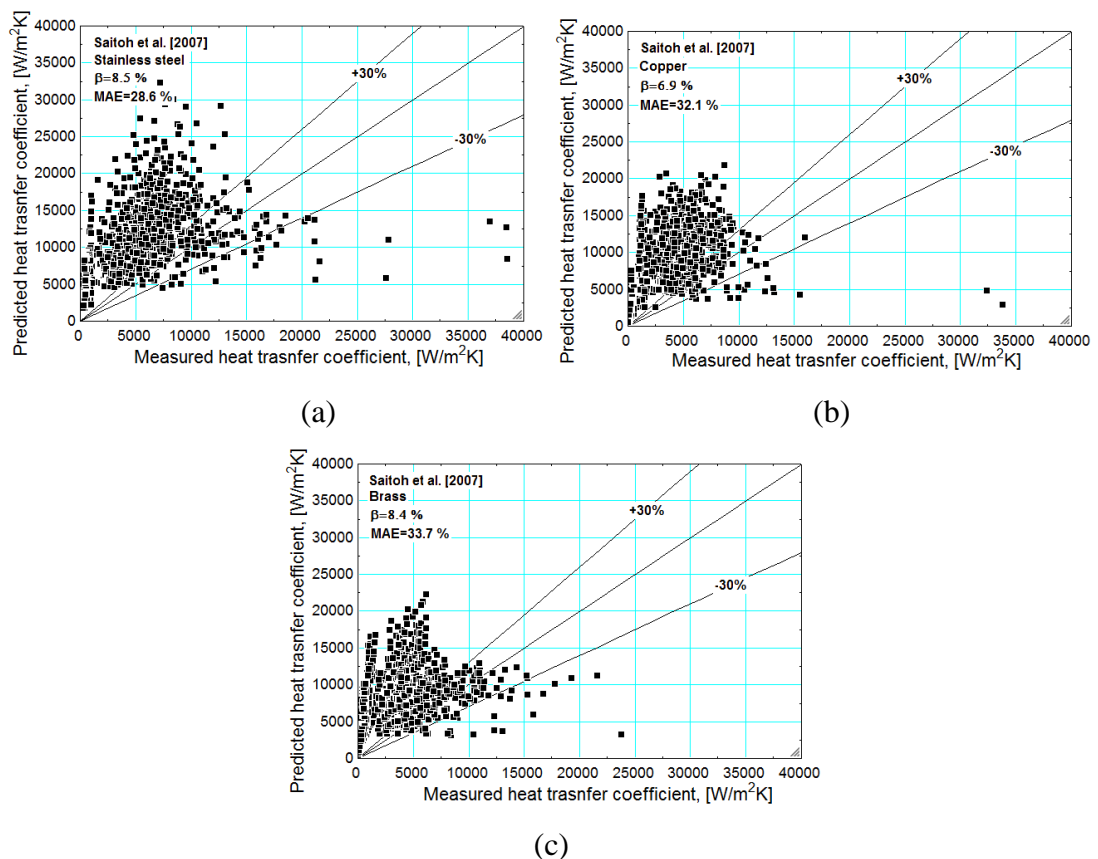 Predicted heat trasnfer coefficient, [W/m²K]
40000
35000
30000
25000
20000
15000
10000
5000
0
Saitoh et al. [2007]
Stainless steel
β=8.5 %
MAE=28.6 %
+30%
-30%
0 5000 10000 15000 20000 25000 30000 35000 40000
Measured heat trasnfer coefficient, [W/m²K]
(a)
Predicted heat trasnfer coefficient, [W/m²K]
40000
35000
30000
25000
20000
15000
10000
5000
0
Saitoh et al. [2007]
Copper
β=6.9 %
MAE=32.1 %
+30%
-30%
0 5000 10000 15000 20000 25000 30000 35000 40000
Measured heat trasnfer coefficient, [W/m²K]
(b)
Predicted heat trasnfer coefficient, [W/m²K]
40000
35000
30000
25000
20000
15000
10000
5000
0
Saitoh et al. [2007]
Brass
β=8.4 %
MAE=33.7 %
+30%
-30%
0 5000 10000 15000 20000 25000 30000 35000 40000
Measured heat trasnfer coefficient, [W/m²K]
(c)